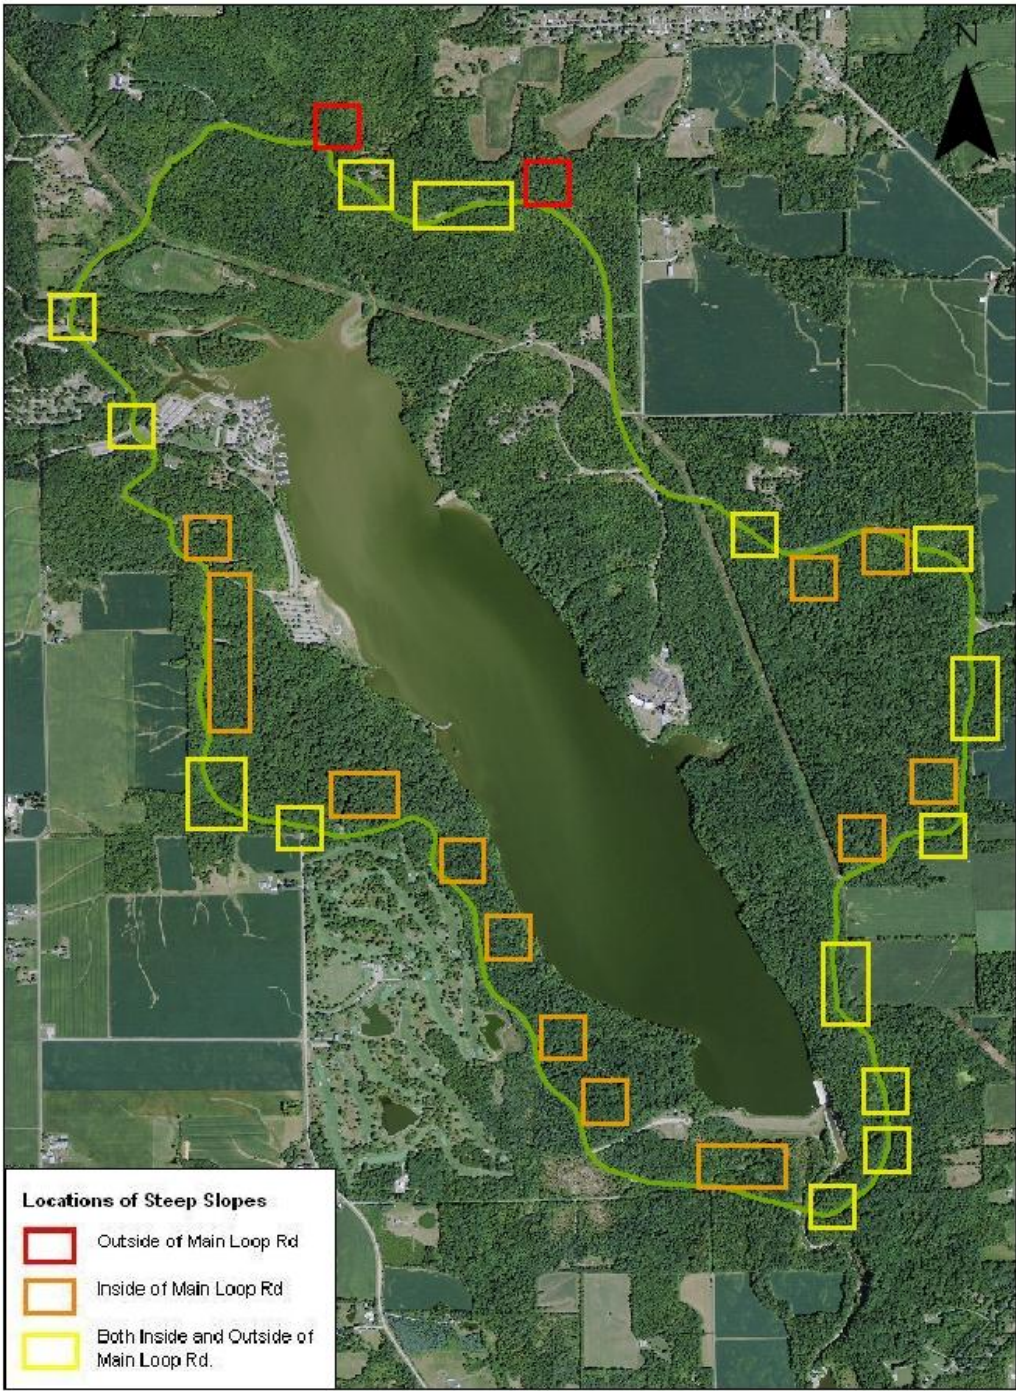 N
Locations of Steep Slopes
Outside of Main Loop Rd
Inside of Main Loop Rd
Both Inside and Outside of
Main Loop Rd.